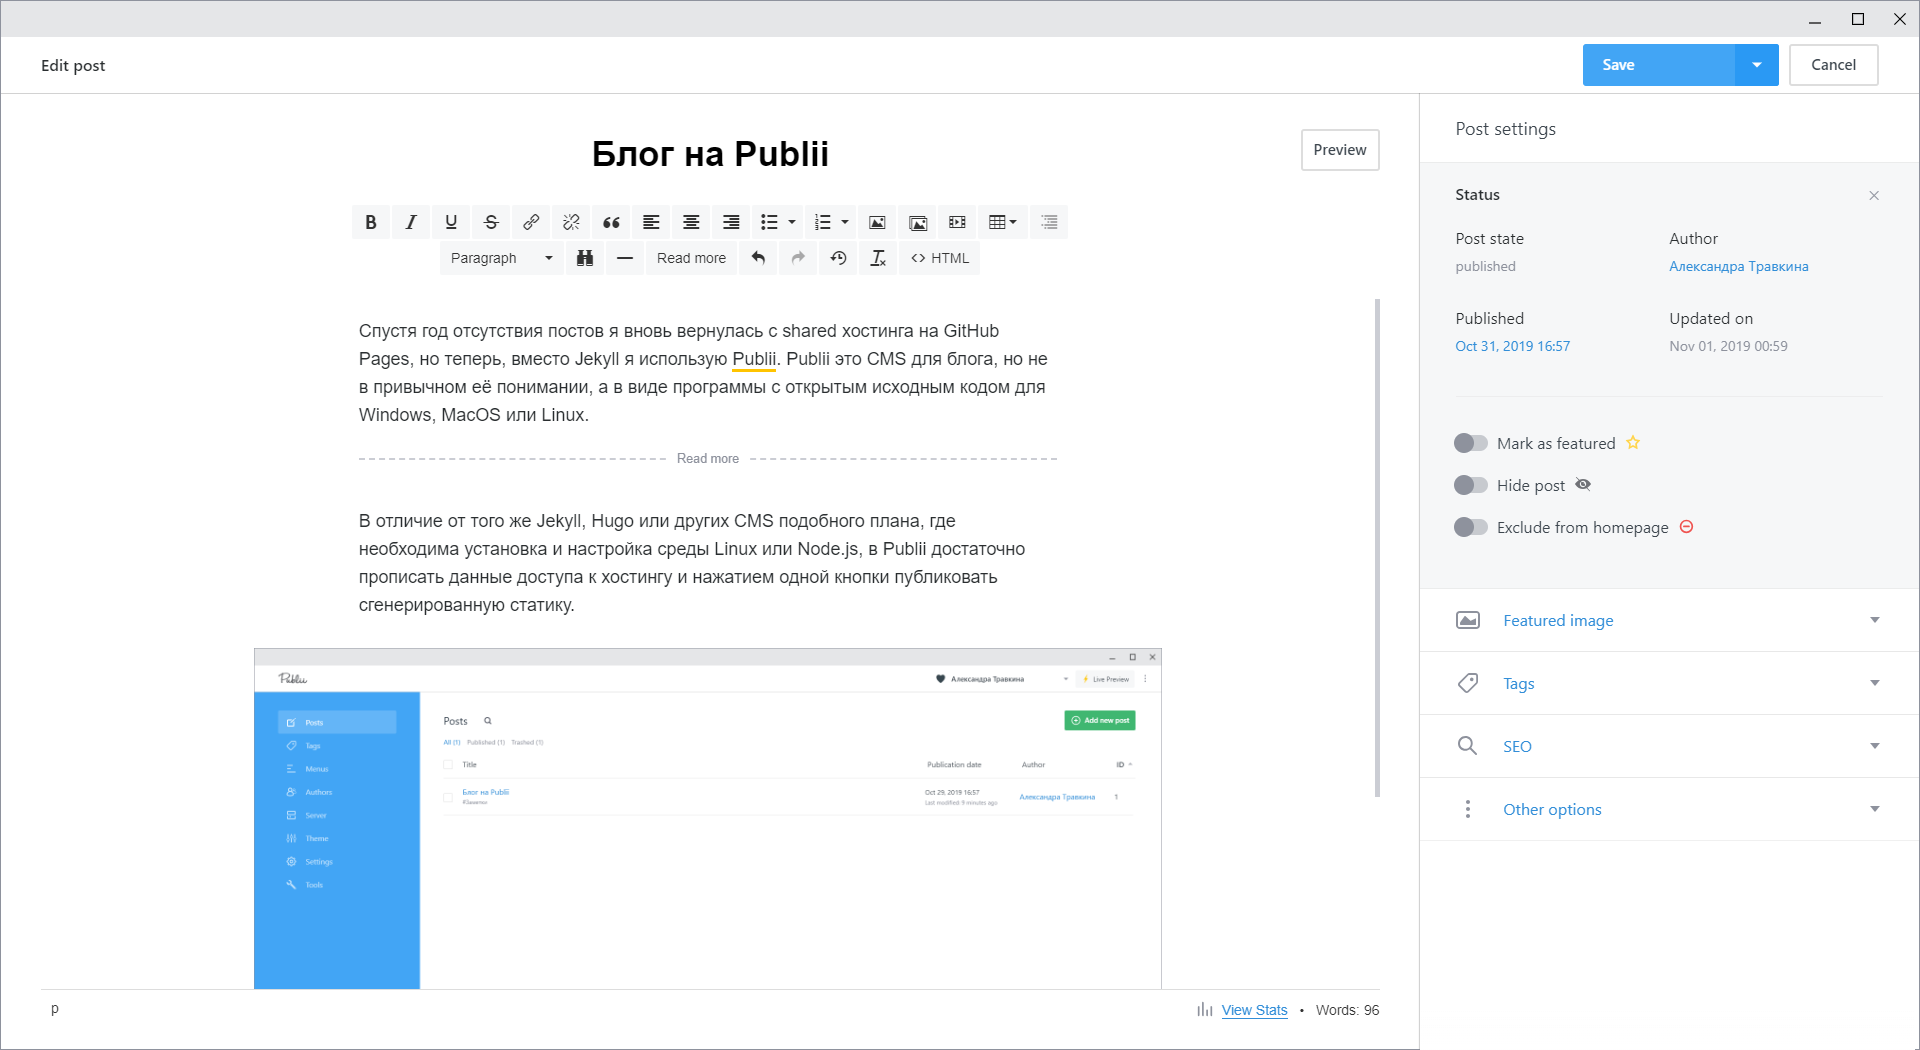 Edit post
Save
Cancel
Блог на Publii
Preview
B I U S
Paragraph
Read more
HTML
Спустя год отсутствия постов я вновь вернулась с shared хостинга на GitHub
Pages, но теперь, вместо Jekyll я использую Publii. Publii это CMS для блога, но не
в привычном её понимании, а в виде программы с открытым исходным кодом для
Windows, MacOS или Linux.
Read more
В отличие от того же Jekyll, Hugo или других CMS подобного плана, где
необходима установка и настройка среды Linux или Node.js, в Publii достаточно
прописать данные доступа к хостингу и нажатием одной кнопки публиковать
сгенерированную статику.
Publii
Александра Травкина
Live Preview
Posts
Tags
Menus
Authors
Server
Theme
Settings
Tools
Posts
Add new post
All (1) Published (1) Trashed (1)
Title Publication date Author ID
Блог на Publii Oct 29, 2019 16:57 Александра Травкина 1
#Заметки Last modified: 9 minutes ago
p
View Stats • Words: 96
Post settings
Status
Post state
published
Author
Александра Травкина
Published
Oct 31, 2019 16:57
Updated on
Nov 01, 2019 00:59
Mark as featured
Hide post
Exclude from homepage
Featured image
Tags
SEO
Other options